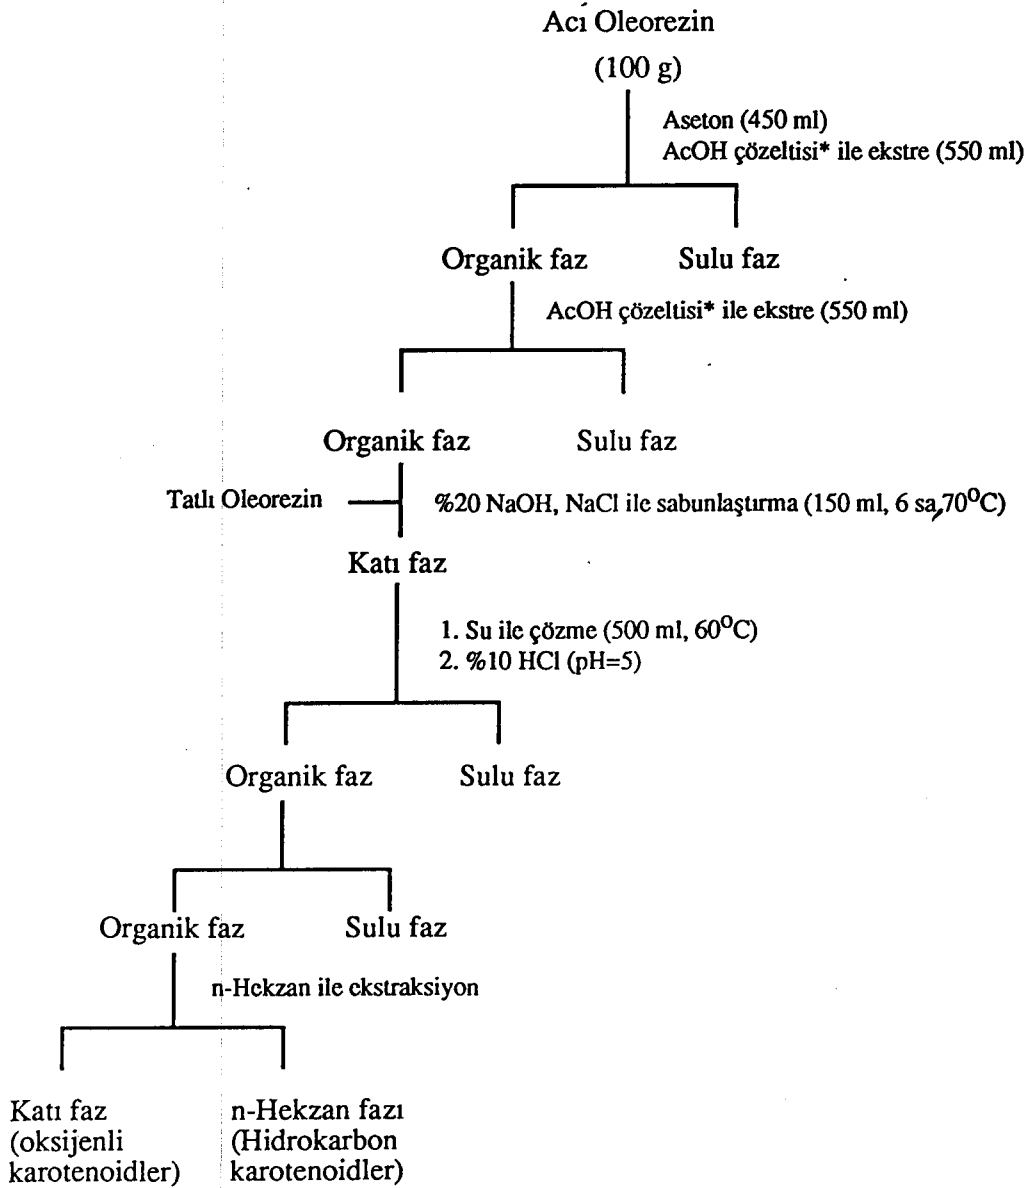 Acı Oleorezin
(100 g)
Aseton (450 ml)
AcOH çözeltisi* ile ekstre (550 ml)
Organik faz Sulu faz
AcOH çözeltisi* ile ekstre (550 ml)
Organik faz Sulu faz
Tatlı Oleorezin %20 NaOH, NaCl ile sabunlaştırma (150 ml, 6 sa,70⁰C)
Katı faz
1. Su ile çözme (500 ml, 60⁰C)
2. %10 HCl (pH=5)
Organik faz Sulu faz
Organik faz Sulu faz
n-Hekzan ile ekstraksiyon
Katı faz n-Hekzan fazı
(oksijenli (Hidrokarbon
karotenoidler) karotenoidler)